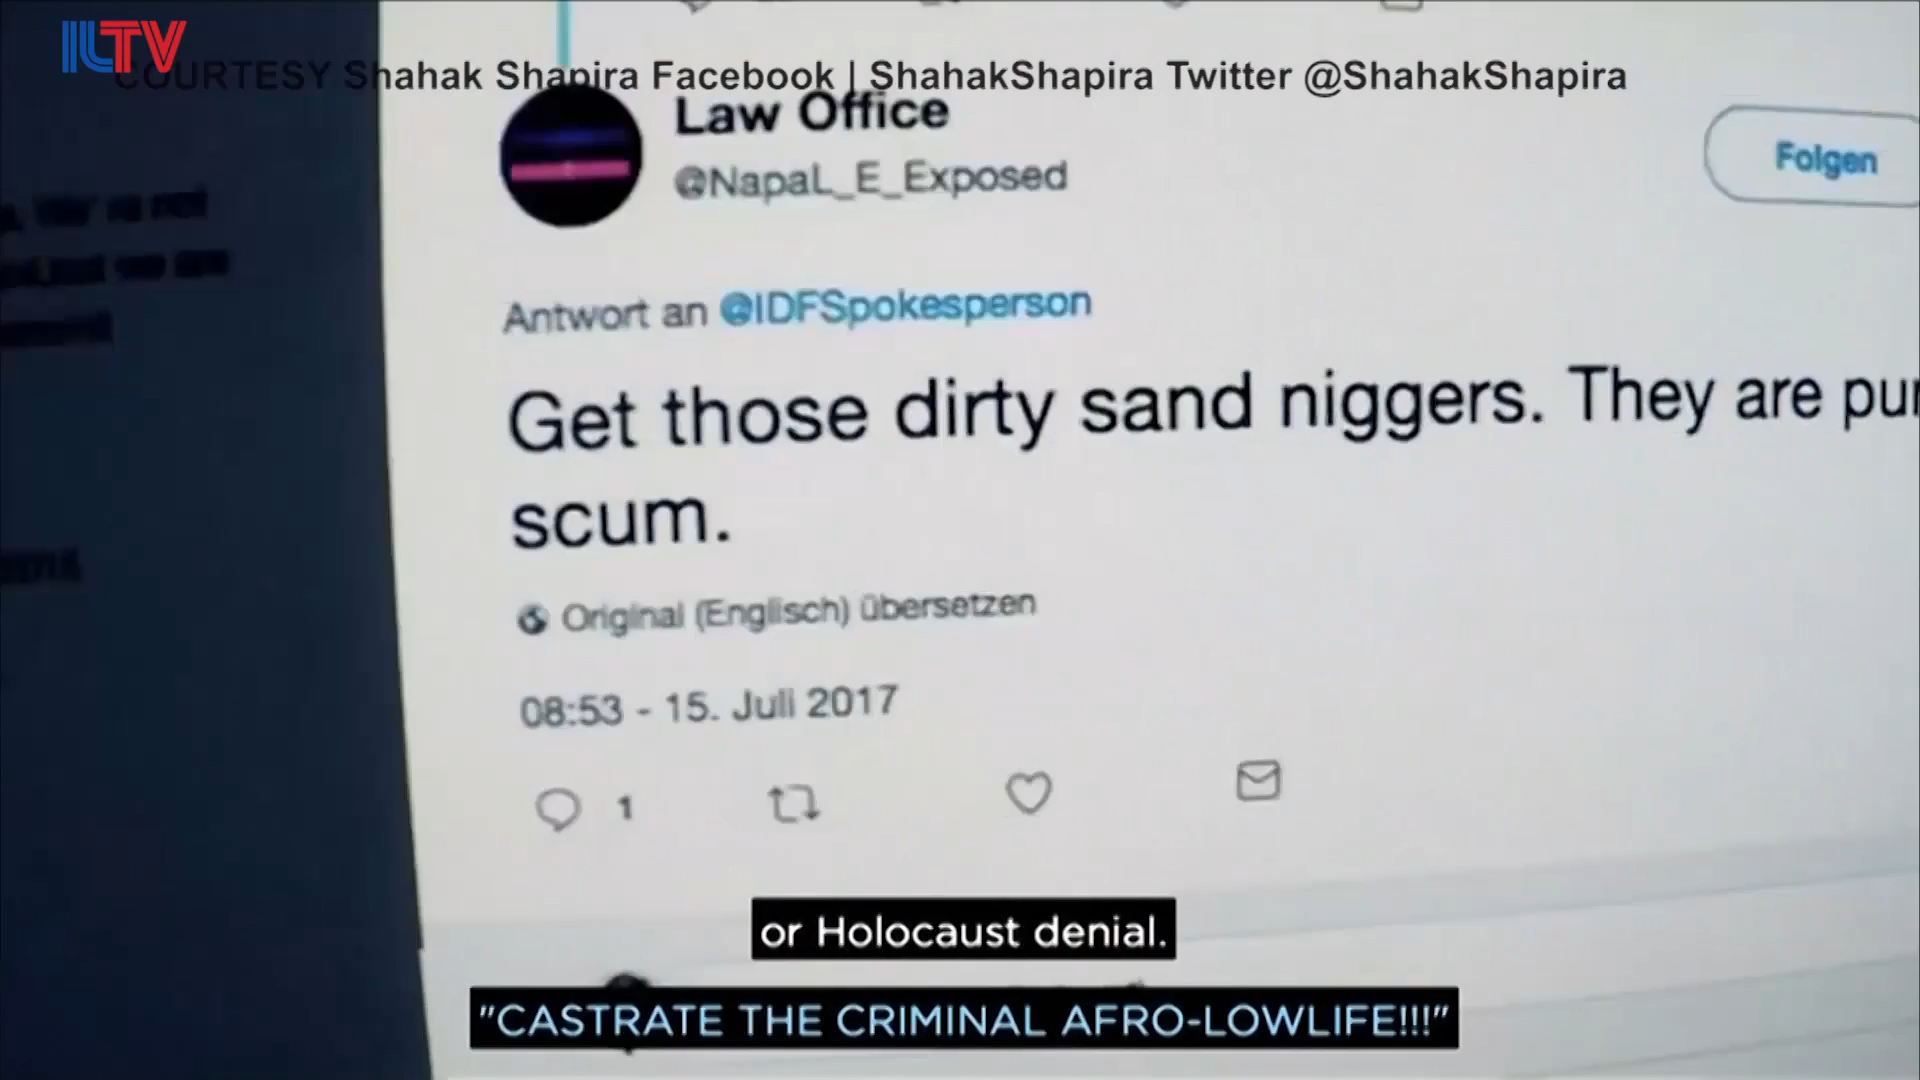 ILTV
COURTESY Shahak Shapira Facebook | ShahakShapira Twitter @ShahakShapira
Law Office
@NapaL_E_Exposed
Folgen
Antwort an @IDFSpokesperson
Get those dirty sand niggers. They are pur
scum.
Original (Englisch) übersetzen
08:53 - 15. Juli 2017
1
or Holocaust denial.
"CASTRATE THE CRIMINAL AFRO-LOWLIFE!!!"